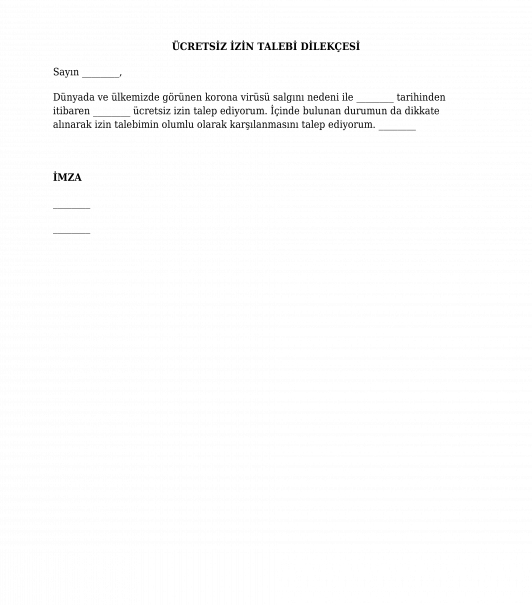 ÜCRETSİZ İZİN TALEBİ DİLEKÇESİ
Sayın ________,
Dünyada ve ülkemizde görünen korona virüsü salgını nedeni ile ________ tarihinden
itibaren ________ ücretsiz izin talep ediyorum. İçinde bulunan durumun da dikkate
alınarak izin talebimin olumlu olarak karşılanmasını talep ediyorum. ________
İMZA
________
________